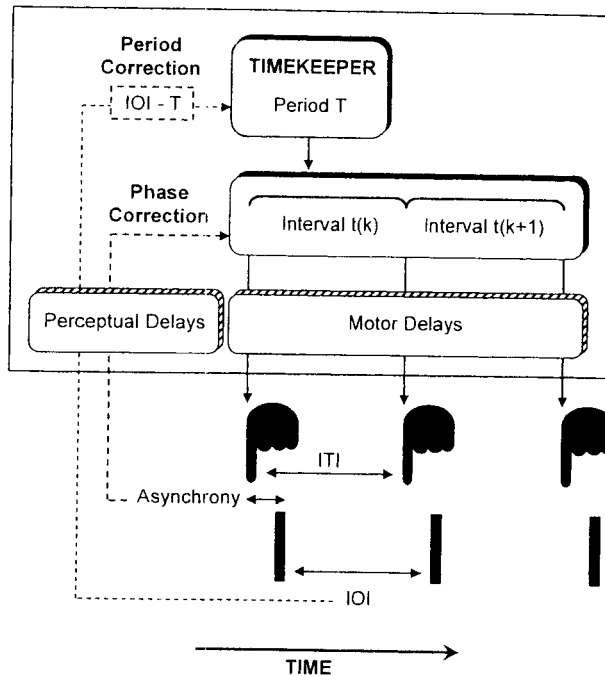 Period
Correction
IOI - T
TIMEKEEPER
Period T
Phase
Correction
Interval t(k)
Interval t(k+1)
Perceptual Delays
Motor Delays
ITI
Asynchrony
IOI
TIME